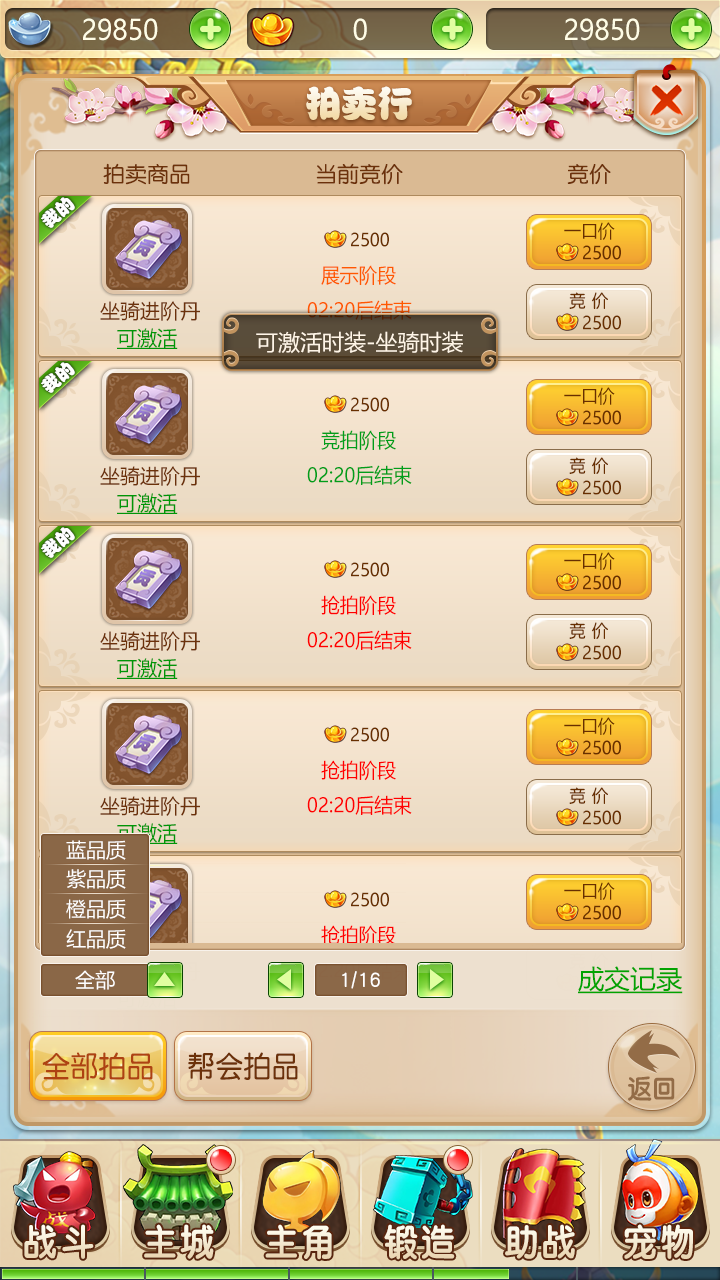 29850
0
29850
拍卖行
拍卖商品 当前竞价 竞价
我的
坐骑进阶丹
可激活
2500
展示阶段
02:20后结束
一口价
2500
竞价
2500
可激活时装-坐骑时装
我的
坐骑进阶丹
可激活
2500
竞拍阶段
02:20后结束
一口价
2500
竞价
2500
我的
坐骑进阶丹
可激活
2500
抢拍阶段
02:20后结束
一口价
2500
竞价
2500
坐骑进阶丹
可激活
2500
抢拍阶段
02:20后结束
一口价
2500
竞价
2500
2500
抢拍阶段
一口价
2500
蓝品质
紫品质
橙品质
红品质
全部
1/16
成交记录
全部拍品
帮会拍品
返回
战斗
主城
主角
锻造
助战
宠物